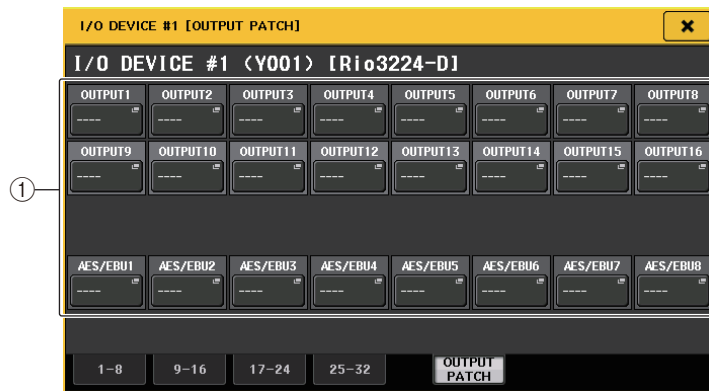 I/O DEVICE #1 [OUTPUT PATCH]
I/O DEVICE #1 (Y001) [Rio3224-D]
OUTPUT1 OUTPUT2 OUTPUT3 OUTPUT4 OUTPUT5 OUTPUT6 OUTPUT7 OUTPUT8
---- ---- ---- ---- ---- ---- ---- ----
OUTPUT9 OUTPUT10 OUTPUT11 OUTPUT12 OUTPUT13 OUTPUT14 OUTPUT15 OUTPUT16
---- ---- ---- ---- ---- ---- ---- ----
①
AES/EBU1 AES/EBU2 AES/EBU3 AES/EBU4 AES/EBU5 AES/EBU6 AES/EBU7 AES/EBU8
---- ---- ---- ---- ---- ---- ---- ----
1-8 9-16 17-24 25-32 OUTPUT
PATCH